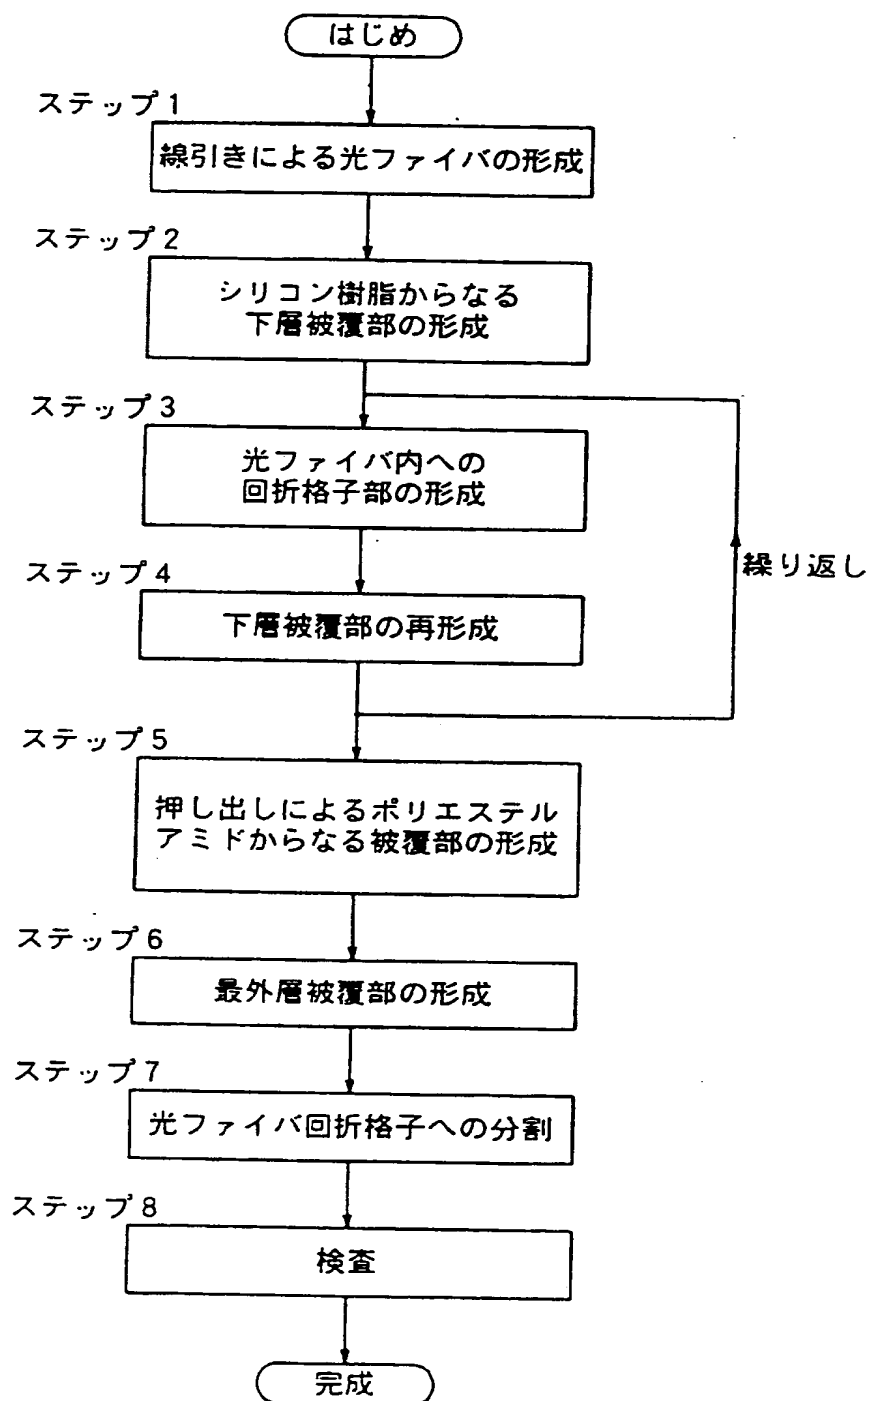 はじめ
ステップ1
線引きによる光ファイバの形成
ステップ2
シリコン樹脂からなる
下層被覆部の形成
ステップ3
光ファイバ内への
回折格子部の形成
ステップ4
下層被覆部の再形成
繰り返し
ステップ5
押し出しによるポリエステル
アミドからなる被覆部の形成
ステップ6
最外層被覆部の形成
ステップ7
光ファイバ回折格子への分割
ステップ8
検査
完成